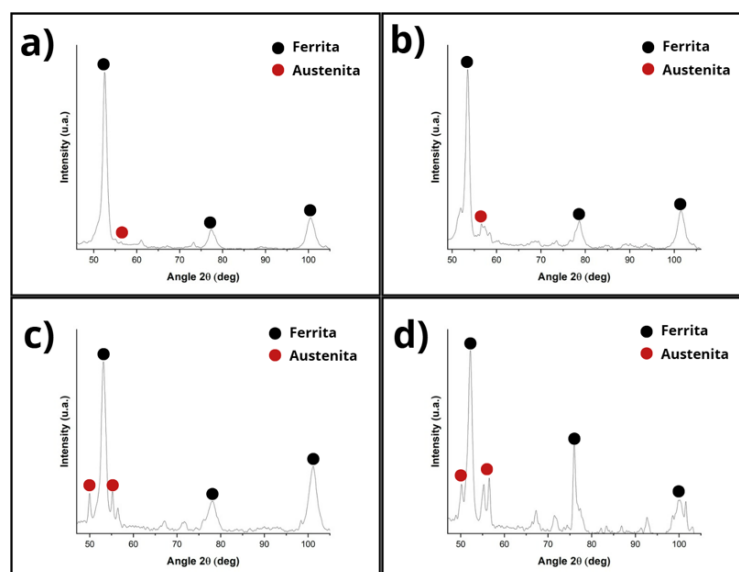 a)
Ferrita
Austenita
Intensity (u.a.)
50 60 70 80 90 100
Angle 2θ (deg)
b)
Ferrita
Austenita
Intensity (u.a.)
50 60 70 80 90 100
Angle 2θ (deg)
c)
Ferrita
Austenita
Intensity (u.a.)
50 60 70 80 90 100
Angle 2θ (deg)
d)
Ferrita
Austenita
Intensity (u.a.)
50 60 70 80 90 100
Angle 2θ (deg)